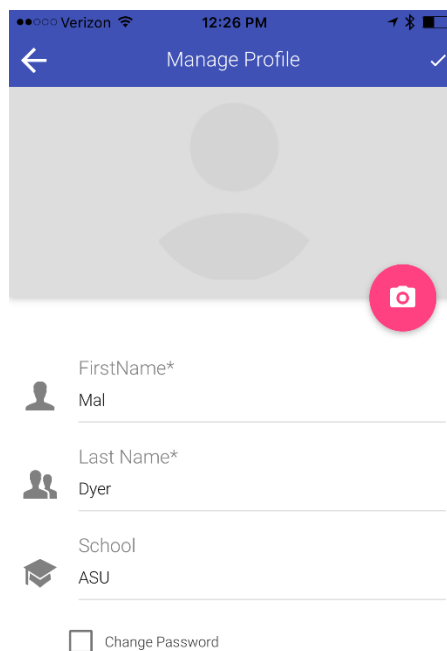 Verizon 12:26 PM
Manage Profile
FirstName*
Mal
Last Name*
Dyer
School
ASU
Change Password